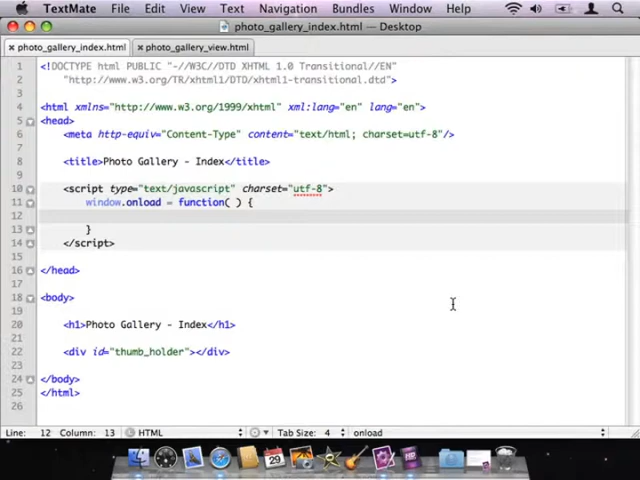 TextMate File Edit View Text Navigation Bundles Window Help
photo_gallery_index.html — Desktop
photo_gallery_index.html photo_gallery_view.html
1 <!DOCTYPE html PUBLIC "-//W3C//DTD XHTML 1.0 Transitional//EN"
2 "http://www.w3.org/TR/xhtml1/DTD/xhtml1-transitional.dtd">
3
4 <html xmlns="http://www.w3.org/1999/xhtml" xml:lang="en" lang="en">
5 <head>
6 <meta http-equiv="Content-Type" content="text/html; charset=utf-8"/>
7
8 <title>Photo Gallery - Index</title>
9
10 <script type="text/javascript" charset="utf-8">
11 window.onload = function( ) {
12
13 }
14 </script>
15
16 </head>
17
18 <body>
19
20 <h1>Photo Gallery - Index</h1>
21
22 <div id="thumb_holder"></div>
23
24 </body>
25 </html>
26
Line: 12 Column: 13 HTML Tab Size: 4 onload
29